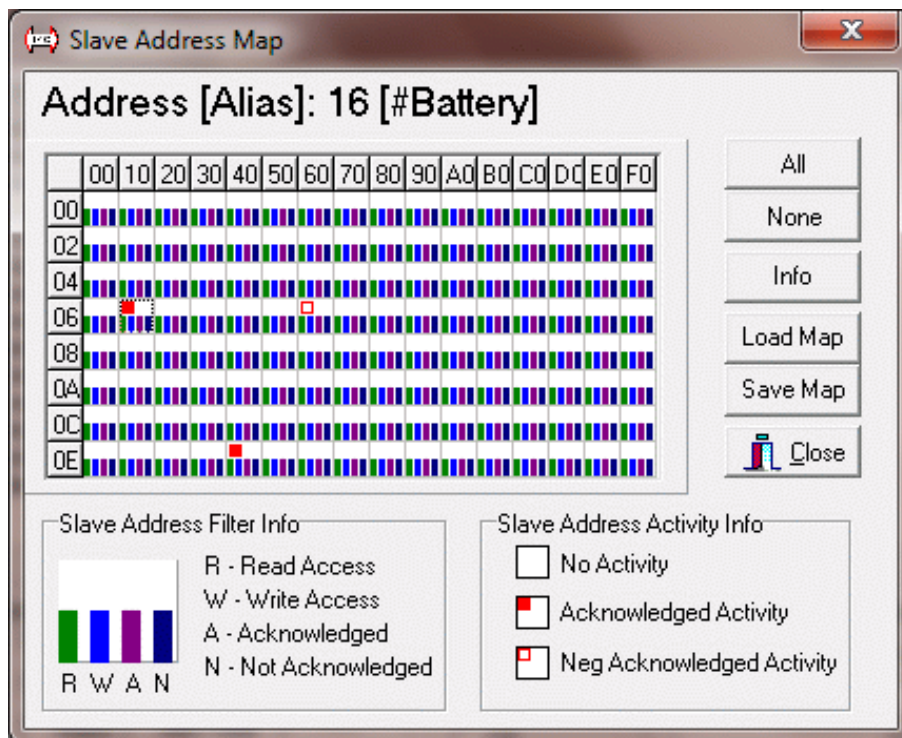 Slave Address Map
Address [Alias]: 16 [#Battery]
00 10 20 30 40 50 60 70 80 90 A0 B0 C0 D0 E0 F0
00
02
04
06
08
0A
0C
0E
All
None
Info
Load Map
Save Map
Close
Slave Address Filter Info
R - Read Access
W - Write Access
A - Acknowledged
N - Not Acknowledged
R W A N
Slave Address Activity Info
No Activity
Acknowledged Activity
Neg Acknowledged Activity